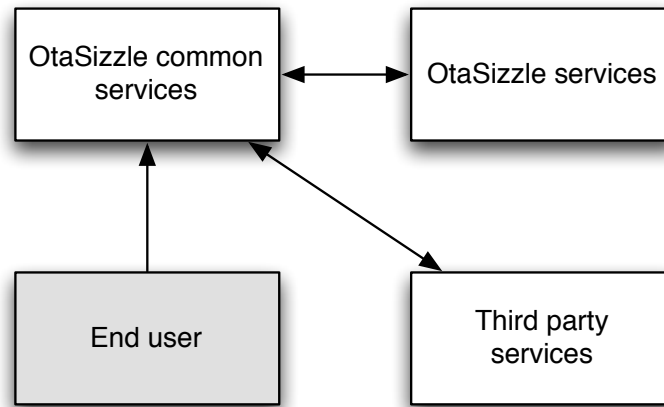 OtaSizzle common
services
OtaSizzle services
End user
Third party
services